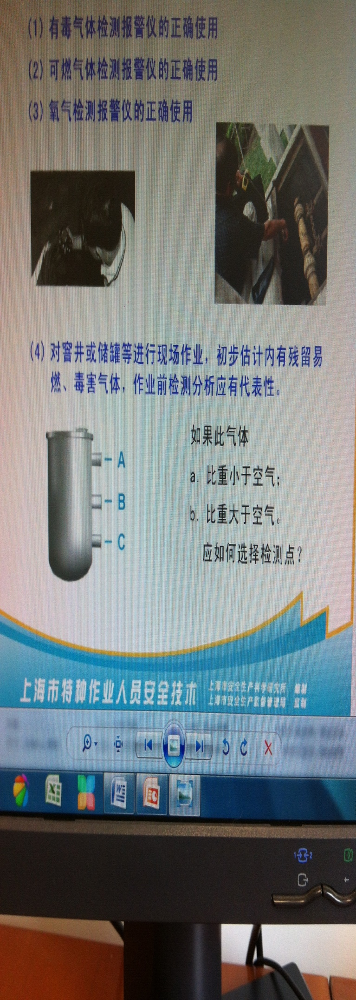 (1) 有毒气体检测报警仪的正确使用
(2) 可燃气体检测报警仪的正确使用
(3) 氧气检测报警仪的正确使用
(4) 对窨井或储罐等进行现场作业，初步估计内有残留易
燃、毒害气体，作业前检测分析应有代表性。
如果此气体
A
a. 比重小于空气；
B
b. 比重大于空气。
C
应如何选择检测点？
上海市特种作业人员安全技术
上海市安全生产科学研究所 编制
上海市安全生产监督管理局 监制
1 2